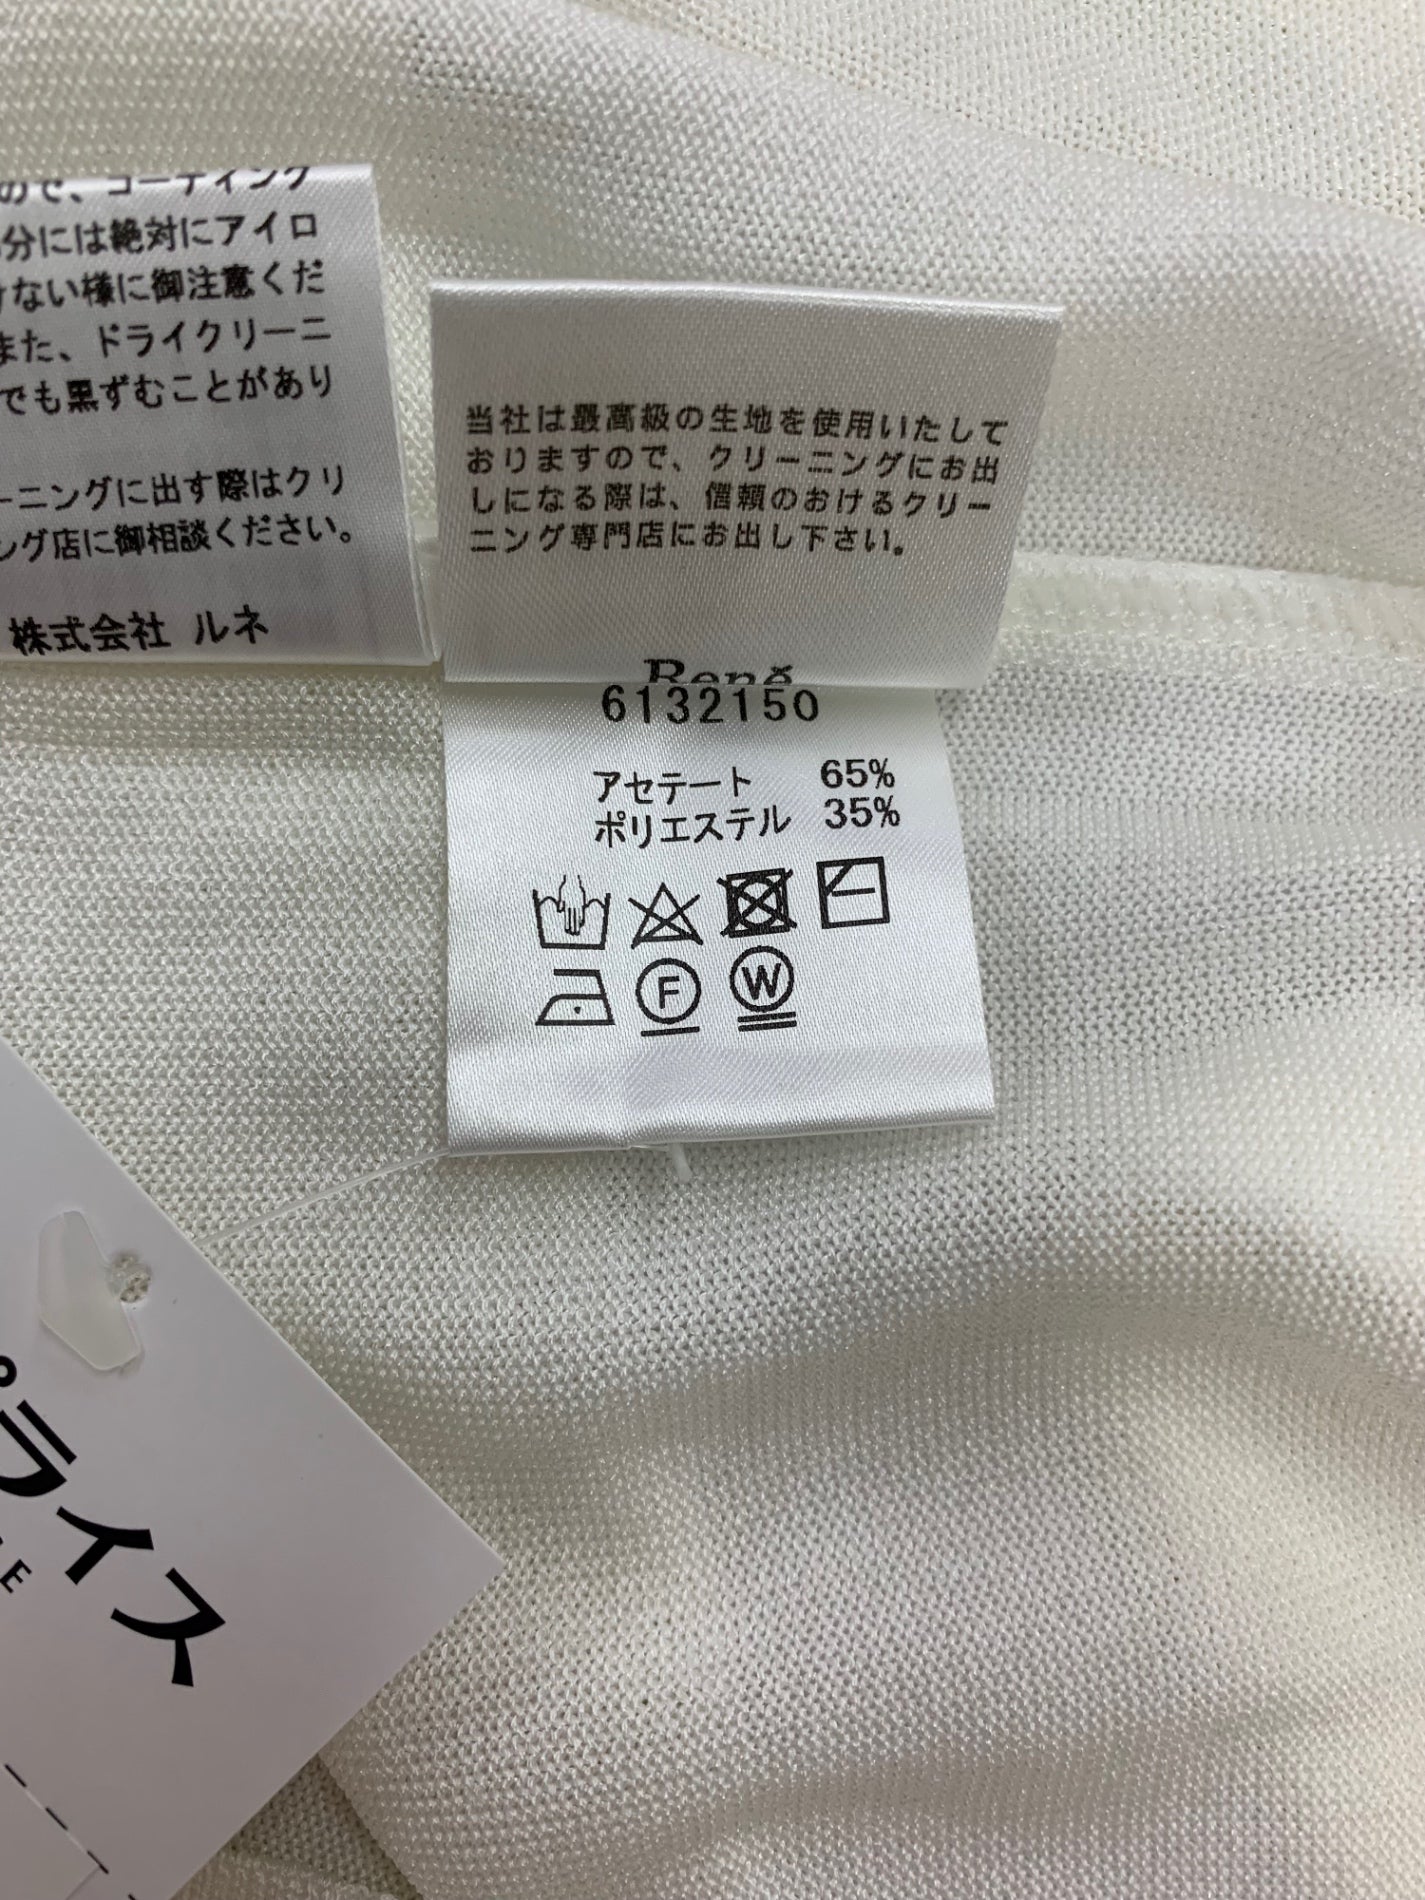 ので、コーティング
分には絶対にアイロ
けない様に御注意くだ
また、ドライクリーニ
でも黒ずむことがあり
ーニングに出す際はクリ
ング店に御相談ください。
株式会社 ルネ
当社は最高級の生地を使用いたして
おりますので、クリーニングにお出
しになる際は、信頼のおけるクリー
ニング専門店にお出し下さい。
René
6132150
アセテート 65%
ポリエステル 35%
F W
プライス
LE